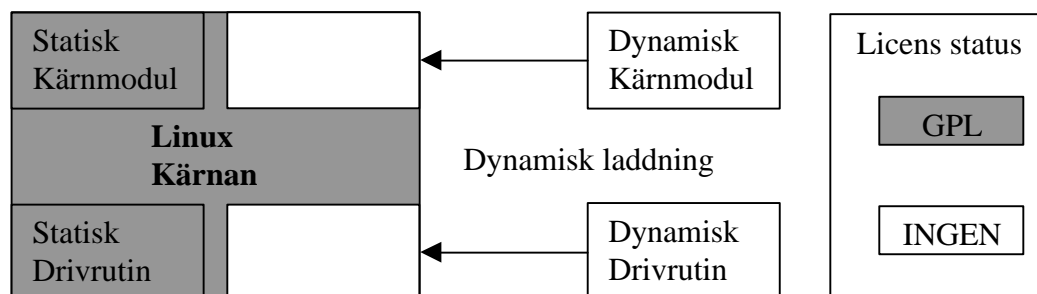 Statisk
Kärnmodul
Dynamisk
Kärnmodul
Licens status
GPL
Linux
Kärnan
Dynamisk laddning
Statisk
Drivrutin
Dynamisk
Drivrutin
INGEN